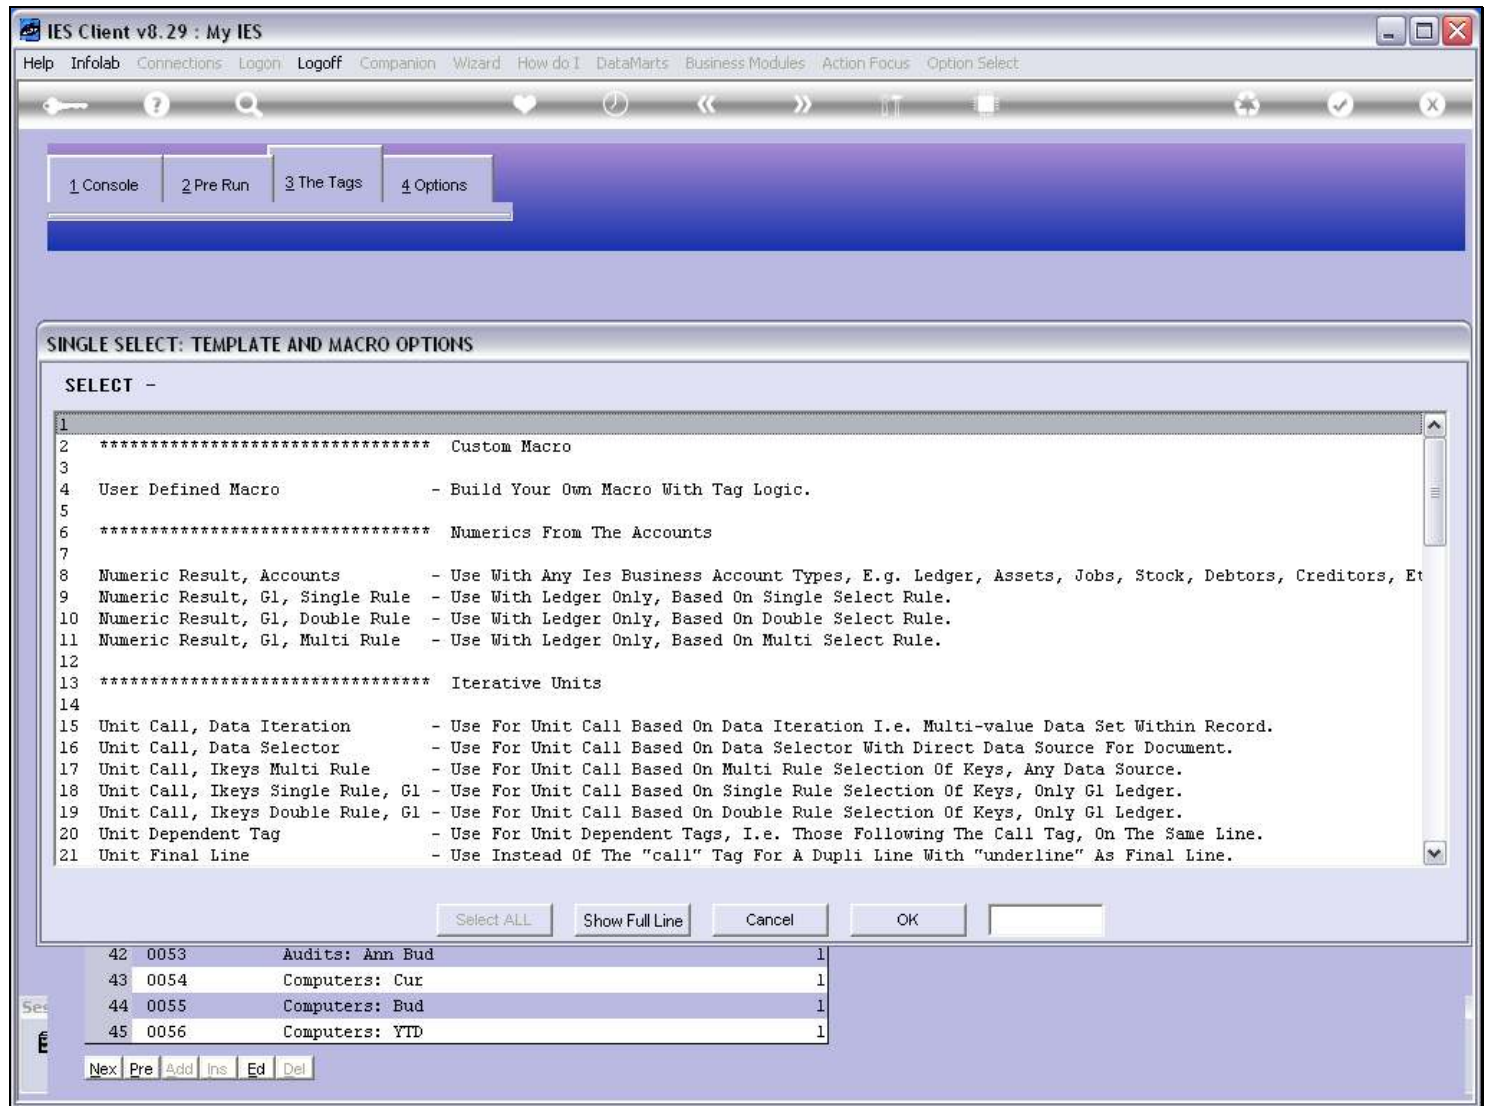 IES Client v8.29 : My IES
Help Infolab Connections Logon Logoff Companion Wizard How do I DataMarts Business Modules Action Focus Option Select
1 Console 2 Pre Run 3 The Tags 4 Options
SINGLE SELECT: TEMPLATE AND MACRO OPTIONS
SELECT -
1
2 ********************************* Custom Macro
3
4 User Defined Macro - Build Your Own Macro With Tag Logic.
5
6 ********************************* Numerics From The Accounts
7
8 Numeric Result, Accounts - Use With Any Ies Business Account Types, E.g. Ledger, Assets, Jobs, Stock, Debtors, Creditors, Et
9 Numeric Result, Gl, Single Rule - Use With Ledger Only, Based On Single Select Rule.
10 Numeric Result, Gl, Double Rule - Use With Ledger Only, Based On Double Select Rule.
11 Numeric Result, Gl, Multi Rule - Use With Ledger Only, Based On Multi Select Rule.
12
13 ********************************* Iterative Units
14
15 Unit Call, Data Iteration - Use For Unit Call Based On Data Iteration I.e. Multi-value Data Set Within Record.
16 Unit Call, Data Selector - Use For Unit Call Based On Data Selector With Direct Data Source For Document.
17 Unit Call, Ikeys Multi Rule - Use For Unit Call Based On Multi Rule Selection Of Keys, Any Data Source.
18 Unit Call, Ikeys Single Rule, Gl - Use For Unit Call Based On Single Rule Selection Of Keys, Only Gl Ledger.
19 Unit Call, Ikeys Double Rule, Gl - Use For Unit Call Based On Double Rule Selection Of Keys, Only Gl Ledger.
20 Unit Dependent Tag - Use For Unit Dependent Tags, I.e. Those Following The Call Tag, On The Same Line.
21 Unit Final Line - Use Instead Of The "call" Tag For A Dupli Line With "underline" As Final Line.
Select ALL Show Full Line Cancel OK
42 0053 Audits: Ann Bud 1
43 0054 Computers: Cur 1
44 0055 Computers: Bud 1
45 0056 Computers: YTD 1
Ses
Nex Pre Add Ins Ed Del